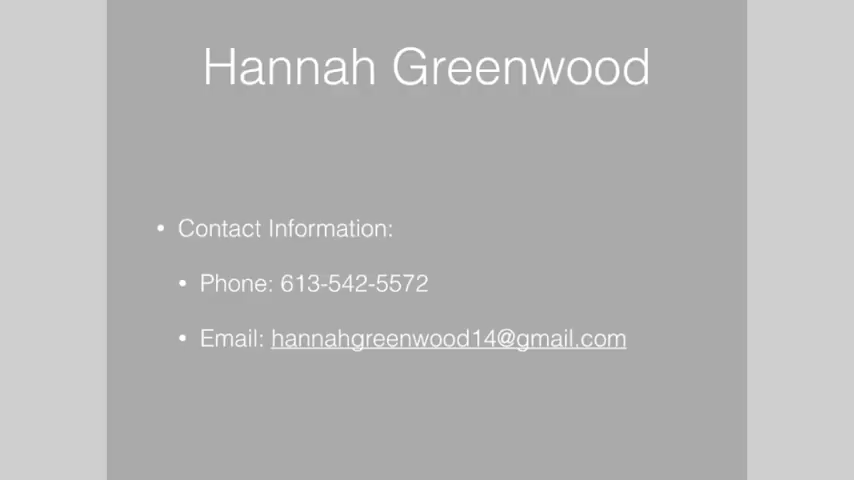 Hannah Greenwood
• Contact Information:
• Phone: 613-542-5572
• Email: hannahgreenwood14@gmail.com